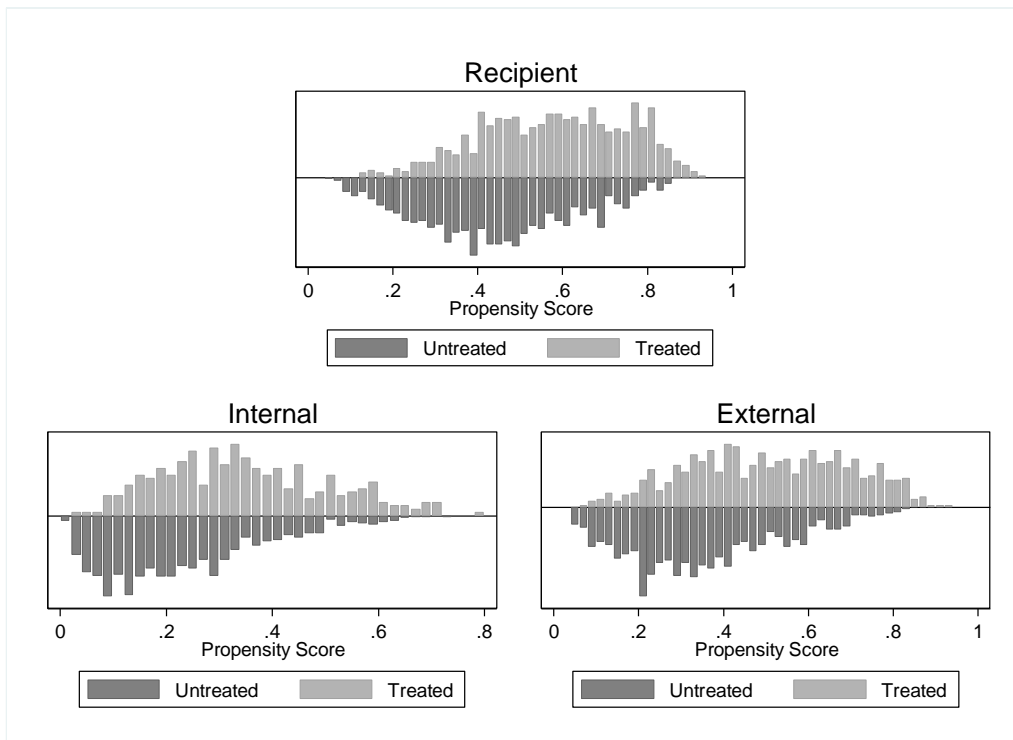 Recipient
0 .2 .4 .6 .8 1
Propensity Score
Untreated Treated
Internal
0 .2 .4 .6 .8
Propensity Score
Untreated Treated
External
0 .2 .4 .6 .8 1
Propensity Score
Untreated Treated